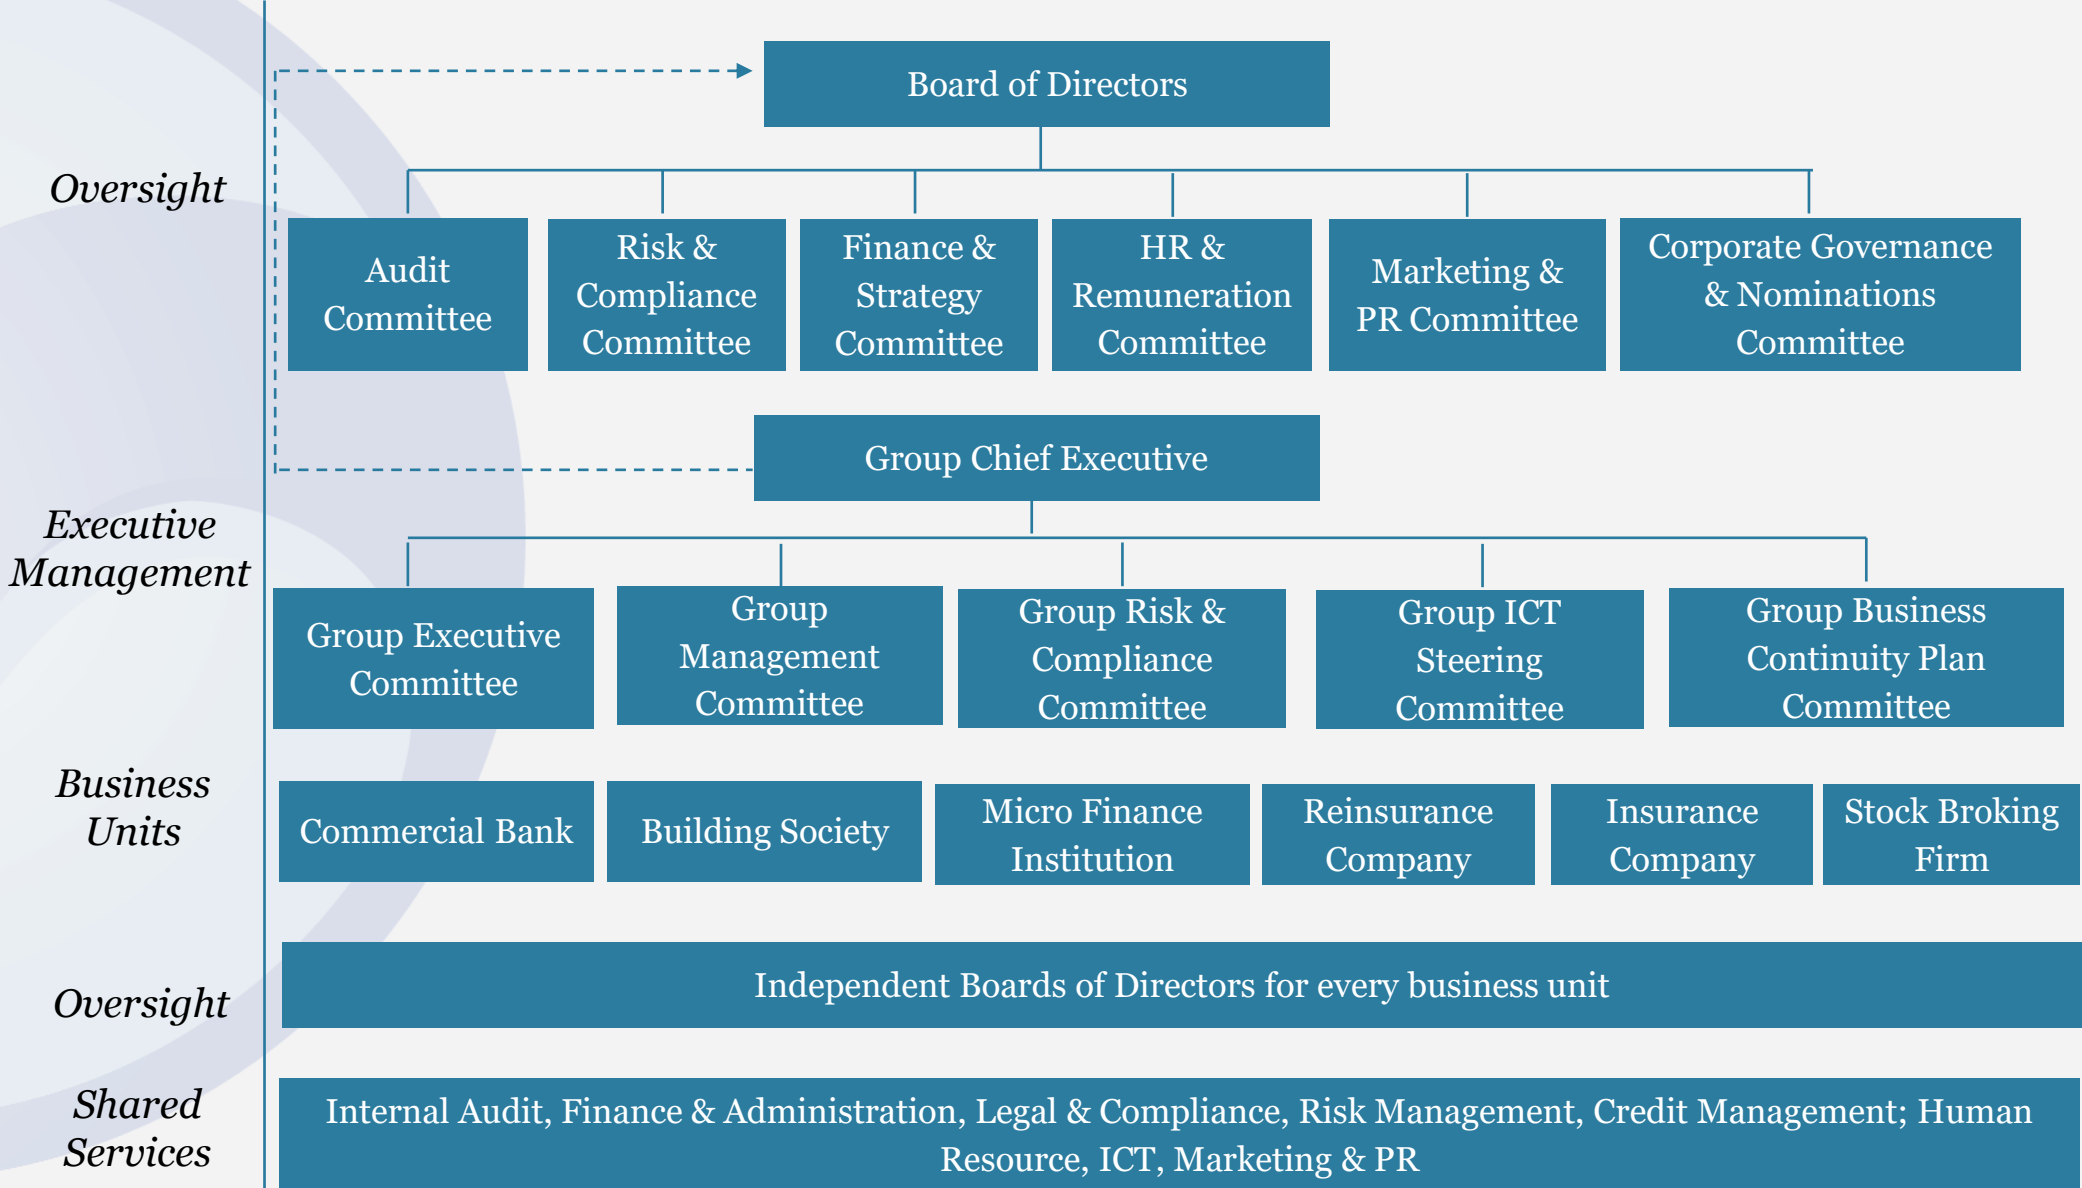 Board of Directors
Oversight
Audit
Committee
Risk &
Compliance
Committee
Finance &
Strategy
Committee
HR &
Remuneration
Committee
Marketing &
PR Committee
Corporate Governance
& Nominations
Committee
Group Chief Executive
Executive
Management
Group Executive
Committee
Group
Management
Committee
Group Risk &
Compliance
Committee
Group ICT
Steering
Committee
Group Business
Continuity Plan
Committee
Business
Units
Commercial Bank
Building Society
Micro Finance
Institution
Reinsurance
Company
Insurance
Company
Stock Broking
Firm
Oversight
Independent Boards of Directors for every business unit
Shared
Services
Internal Audit, Finance & Administration, Legal & Compliance, Risk Management, Credit Management; Human
Resource, ICT, Marketing & PR